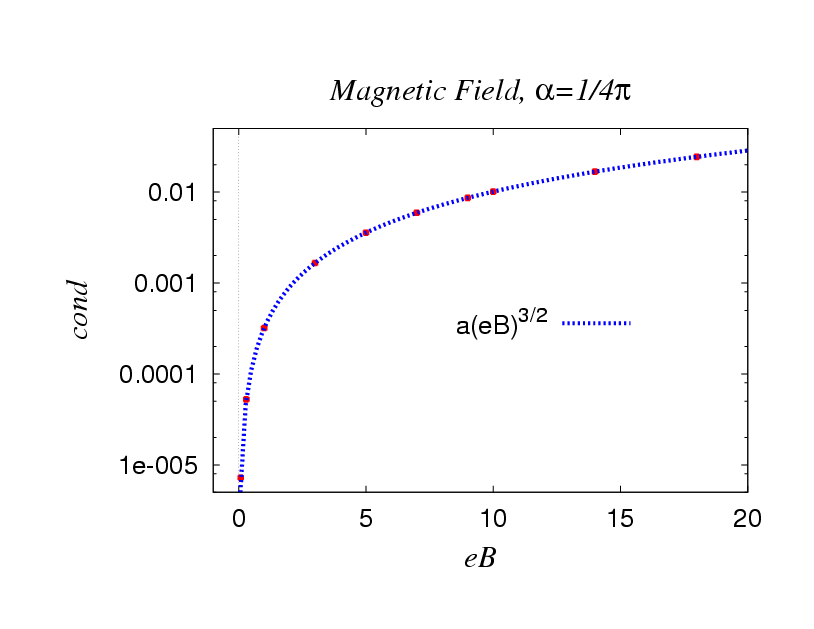 Magnetic Field, α=1/4π
0.01
0.001
0.0001
1e-005
cond
a(eB)^3/2
0 5 10 15 20
eB